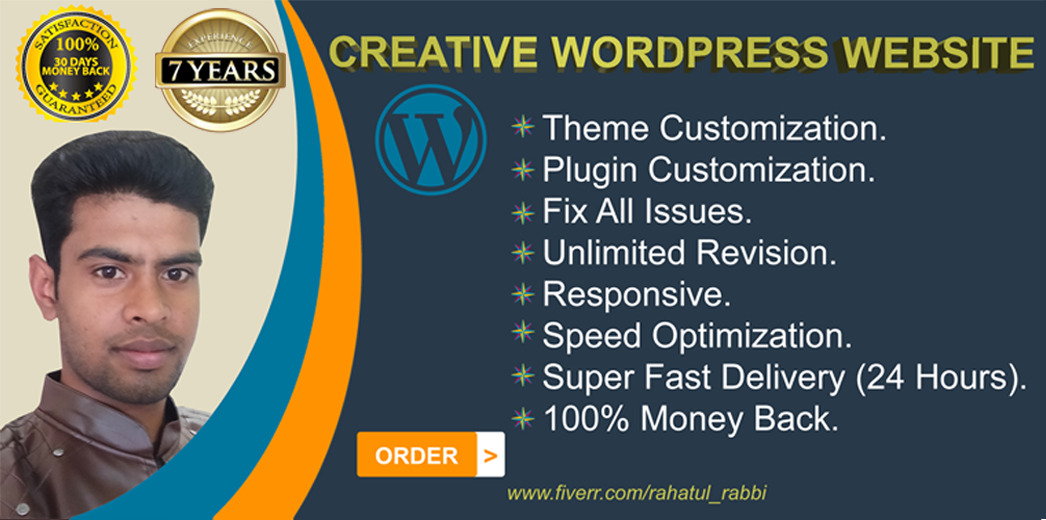 SATISFACTION
100%
30 DAYS
MONEY BACK
GUARANTEED
EXPERIENCE
7 YEARS
CREATIVE WORDPRESS WEBSITE
Theme Customization.
Plugin Customization.
Fix All Issues.
Unlimited Revision.
Responsive.
Speed Optimization.
Super Fast Delivery (24 Hours).
100% Money Back.
ORDER >
www.fiverr.com/rahatul_rabbi